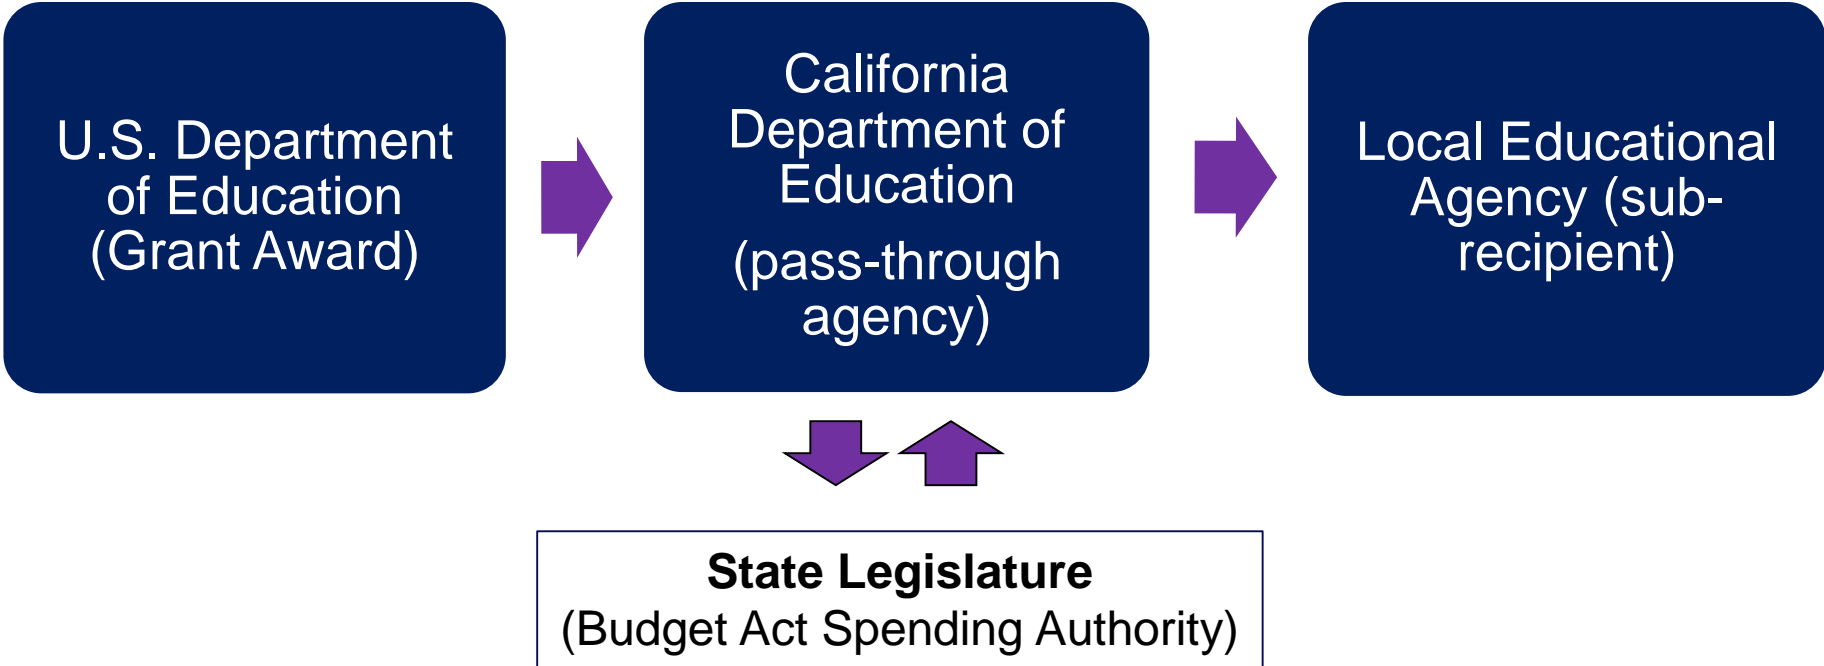 U.S. Department
of Education
(Grant Award)
California
Department of
Education
(pass-through
agency)
Local Educational
Agency (sub-
recipient)
State Legislature
(Budget Act Spending Authority)